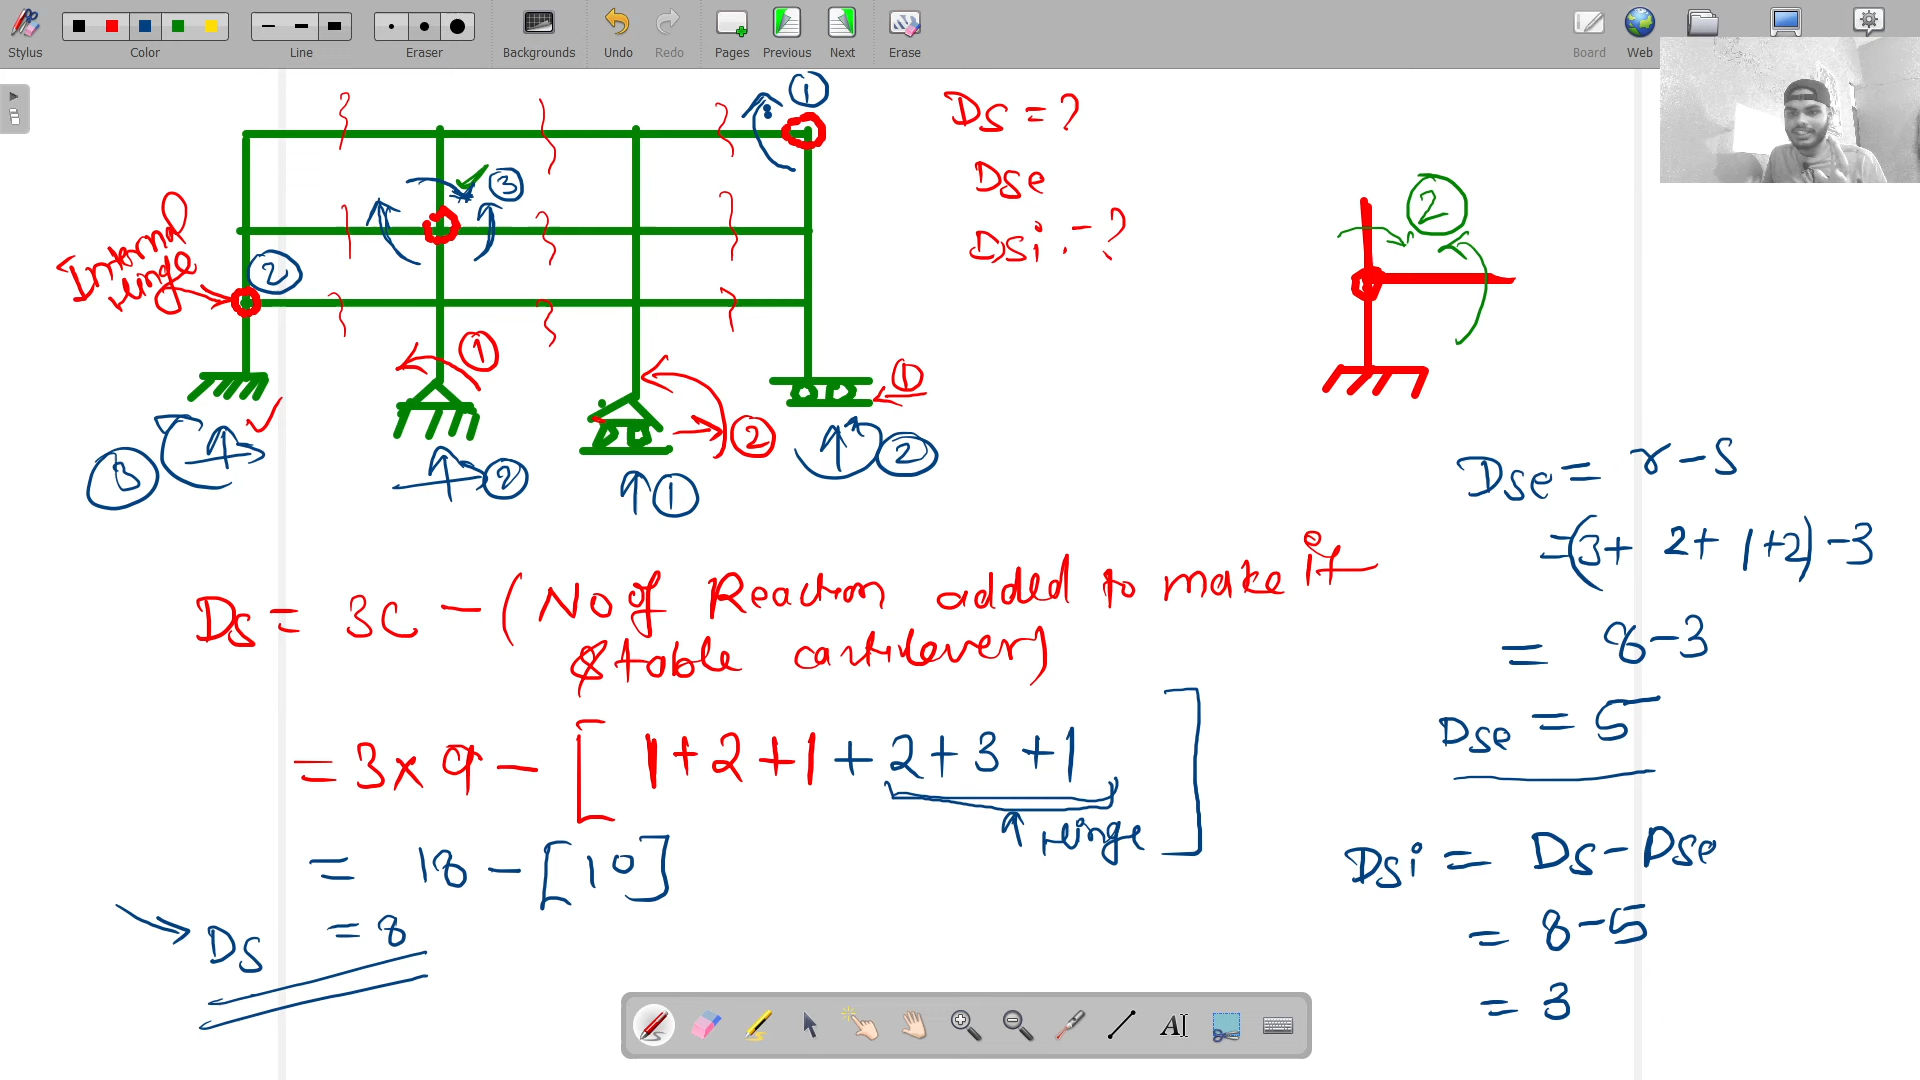 Stylus
Color
Line
Eraser
Backgrounds
Undo
Redo
Pages
Previous
Next
Erase
Board
Web
1
Ds = ?
Dse
Dsi = ?
3
2
Internal
Hinge
2
1
1
2
3
2
1
2
Dse = r - s
= (3 + 2 + 1 + 2) - 3
= 8 - 3
Dse = 5
Ds = 3C - (No of Reaction added to make it
stable cantilever)
= 3 x 9 - [1 + 2 + 1 + 2 + 3 + 1]
Hinge
= 18 - [10]
Ds = 8
Dsi = Ds - Dse
= 8 - 5
= 3